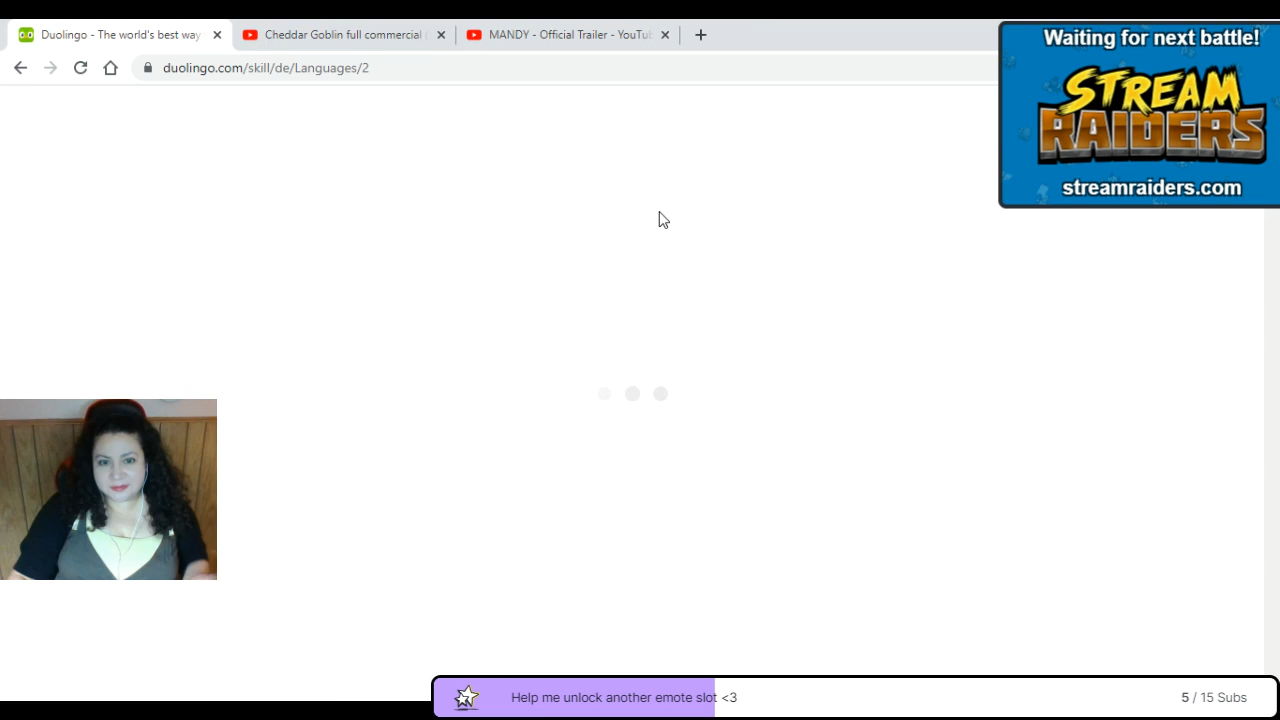 Duolingo - The world's best way
Cheddar Goblin full commercial (
MANDY - Official Trailer - YouTu
duolingo.com/skill/de/Languages/2
Waiting for next battle!
STREAM
RAIDERS
streamraiders.com
Help me unlock another emote slot <3
5 / 15 Subs